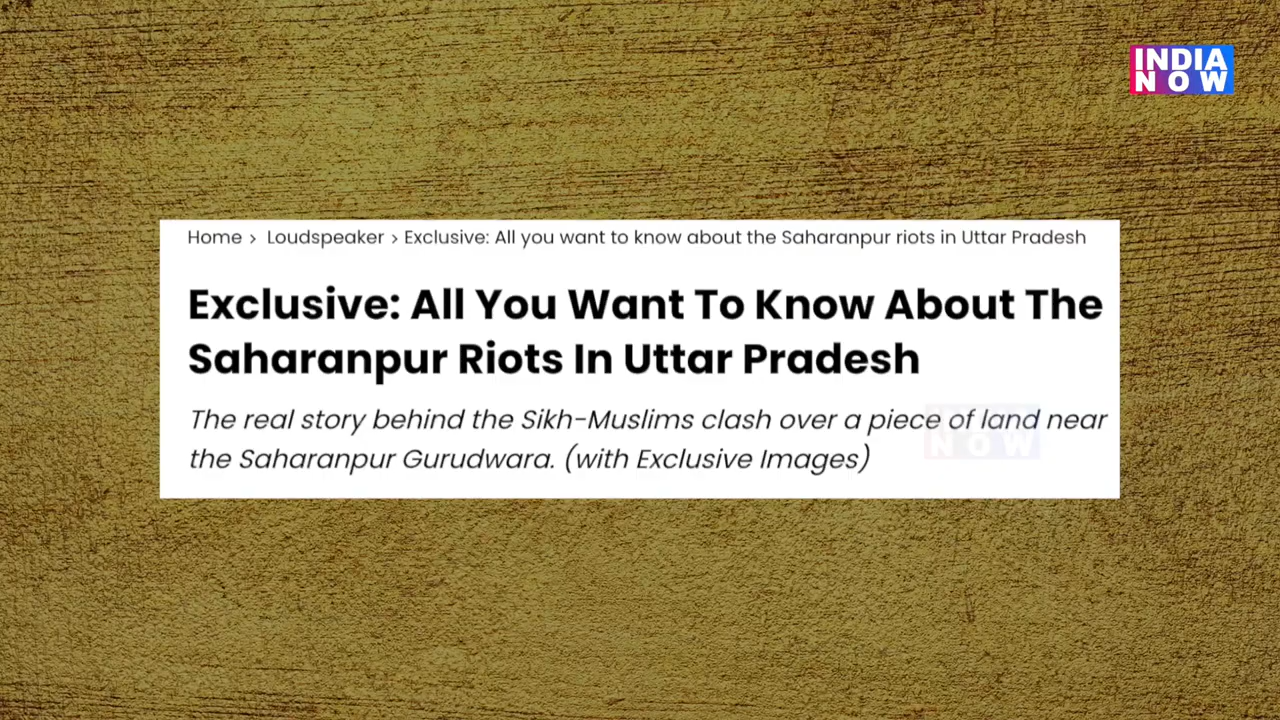 INDIA
NOW
Home > Loudspeaker > Exclusive: All you want to know about the Saharanpur riots in Uttar Pradesh
Exclusive: All You Want To Know About The
Saharanpur Riots In Uttar Pradesh
The real story behind the Sikh-Muslims clash over a piece of land near
the Saharanpur Gurudwara. (with Exclusive Images)
NOW